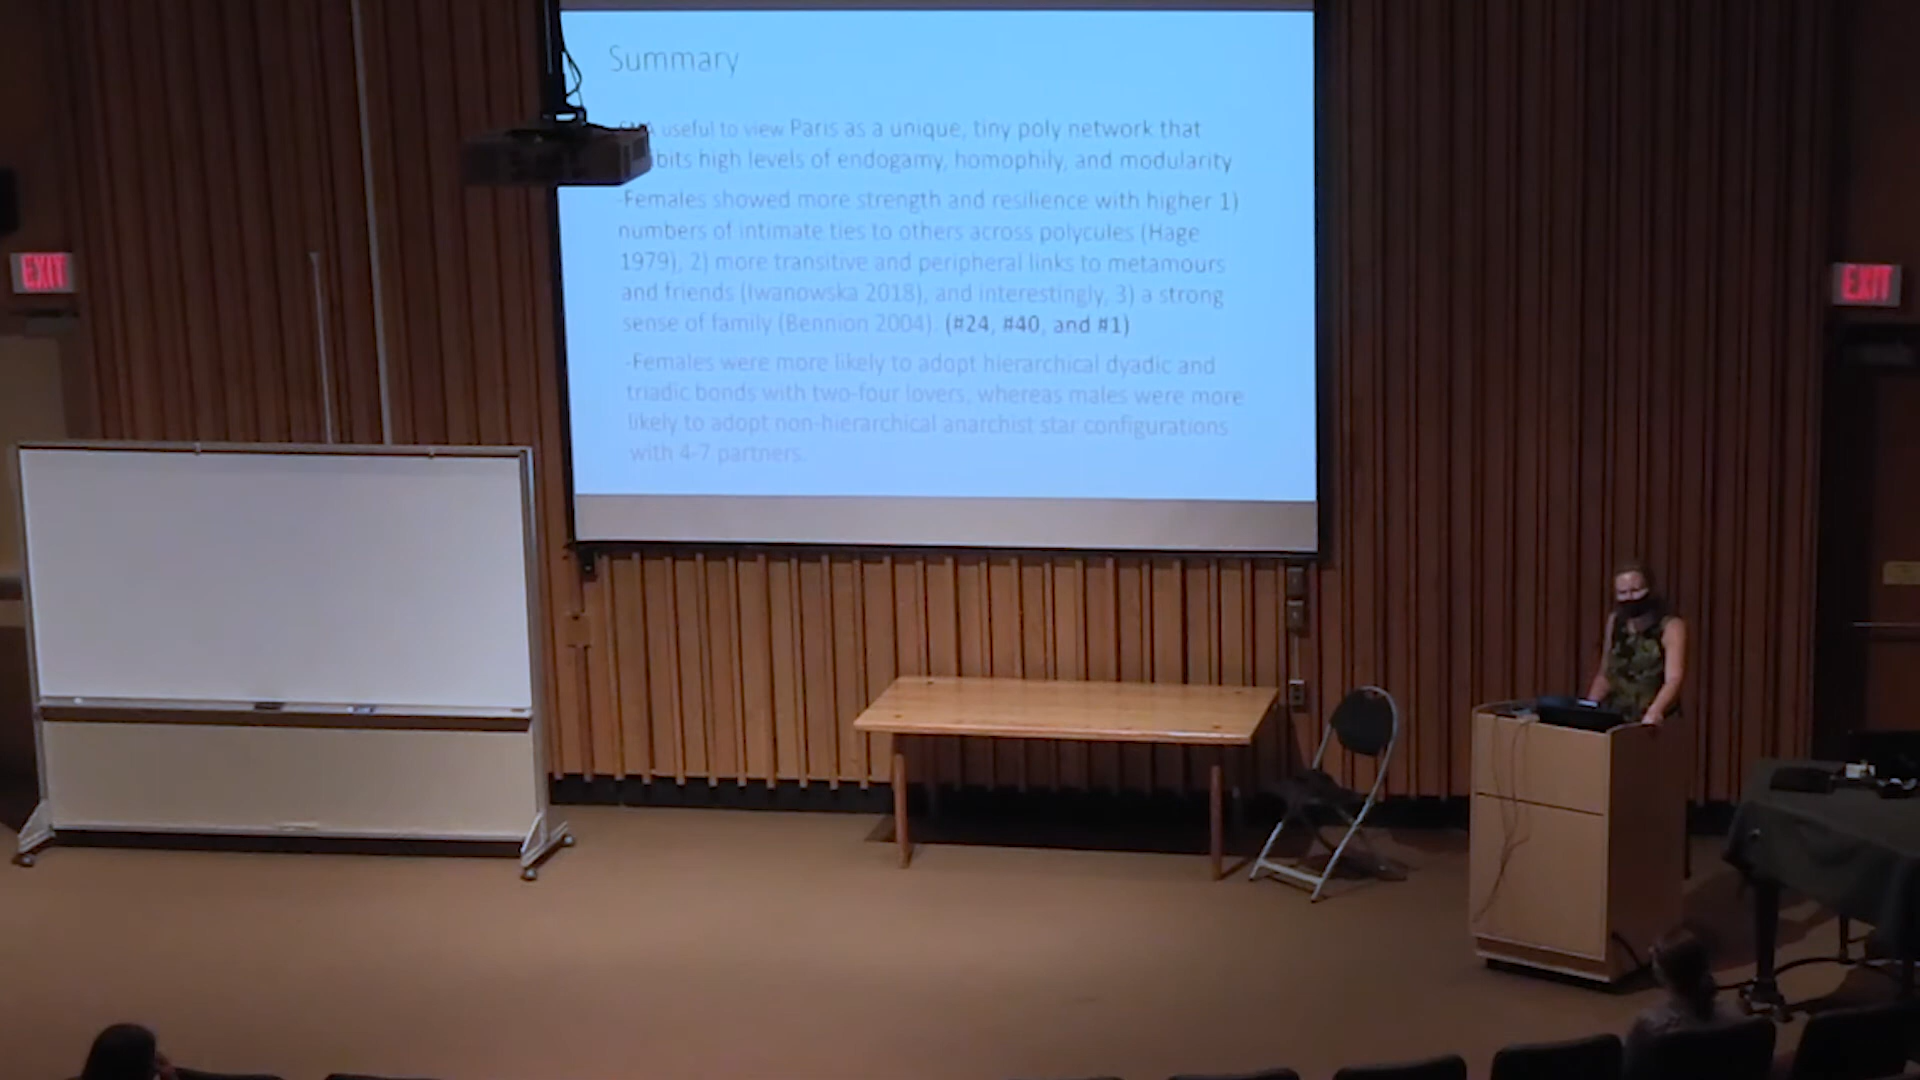 Summary
SNA useful to view Paris as a unique, tiny poly network that
bits high levels of endogamy, homophily, and modularity
-Females showed more strength and resilience with higher 1)
numbers of intimate ties to others across polycules (Hage
1979), 2) more transitive and peripheral links to metamours
and friends (Iwanowska 2018), and interestingly, 3) a strong
sense of family (Bennion 2004). (#24, #40, and #1)
-Females were more likely to adopt hierarchical dyadic and
triadic bonds with two-four lovers, whereas males were more
likely to adopt non-hierarchical anarchist star configurations
with 4-7 partners.
EXIT
EXIT